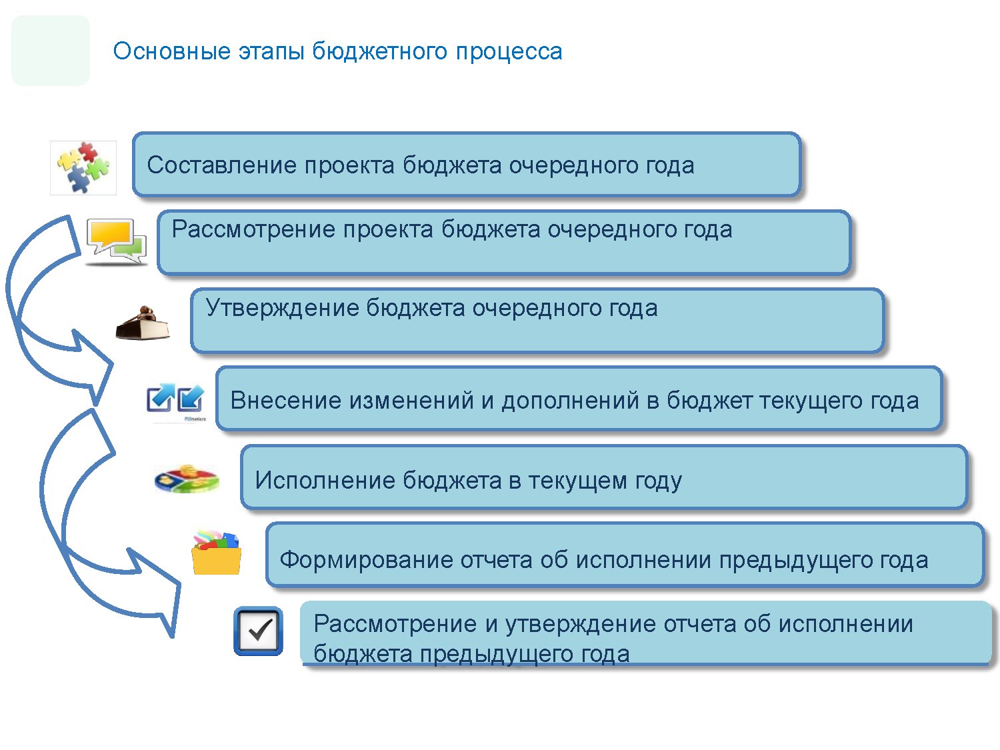 Основные этапы бюджетного процесса
Составление проекта бюджета очередного года
Рассмотрение проекта бюджета очередного года
Утверждение бюджета очередного года
Внесение изменений и дополнений в бюджет текущего года
PSDmania.ru
Исполнение бюджета в текущем году
Формирование отчета об исполнении предыдущего года
Рассмотрение и утверждение отчета об исполнении
бюджета предыдущего года